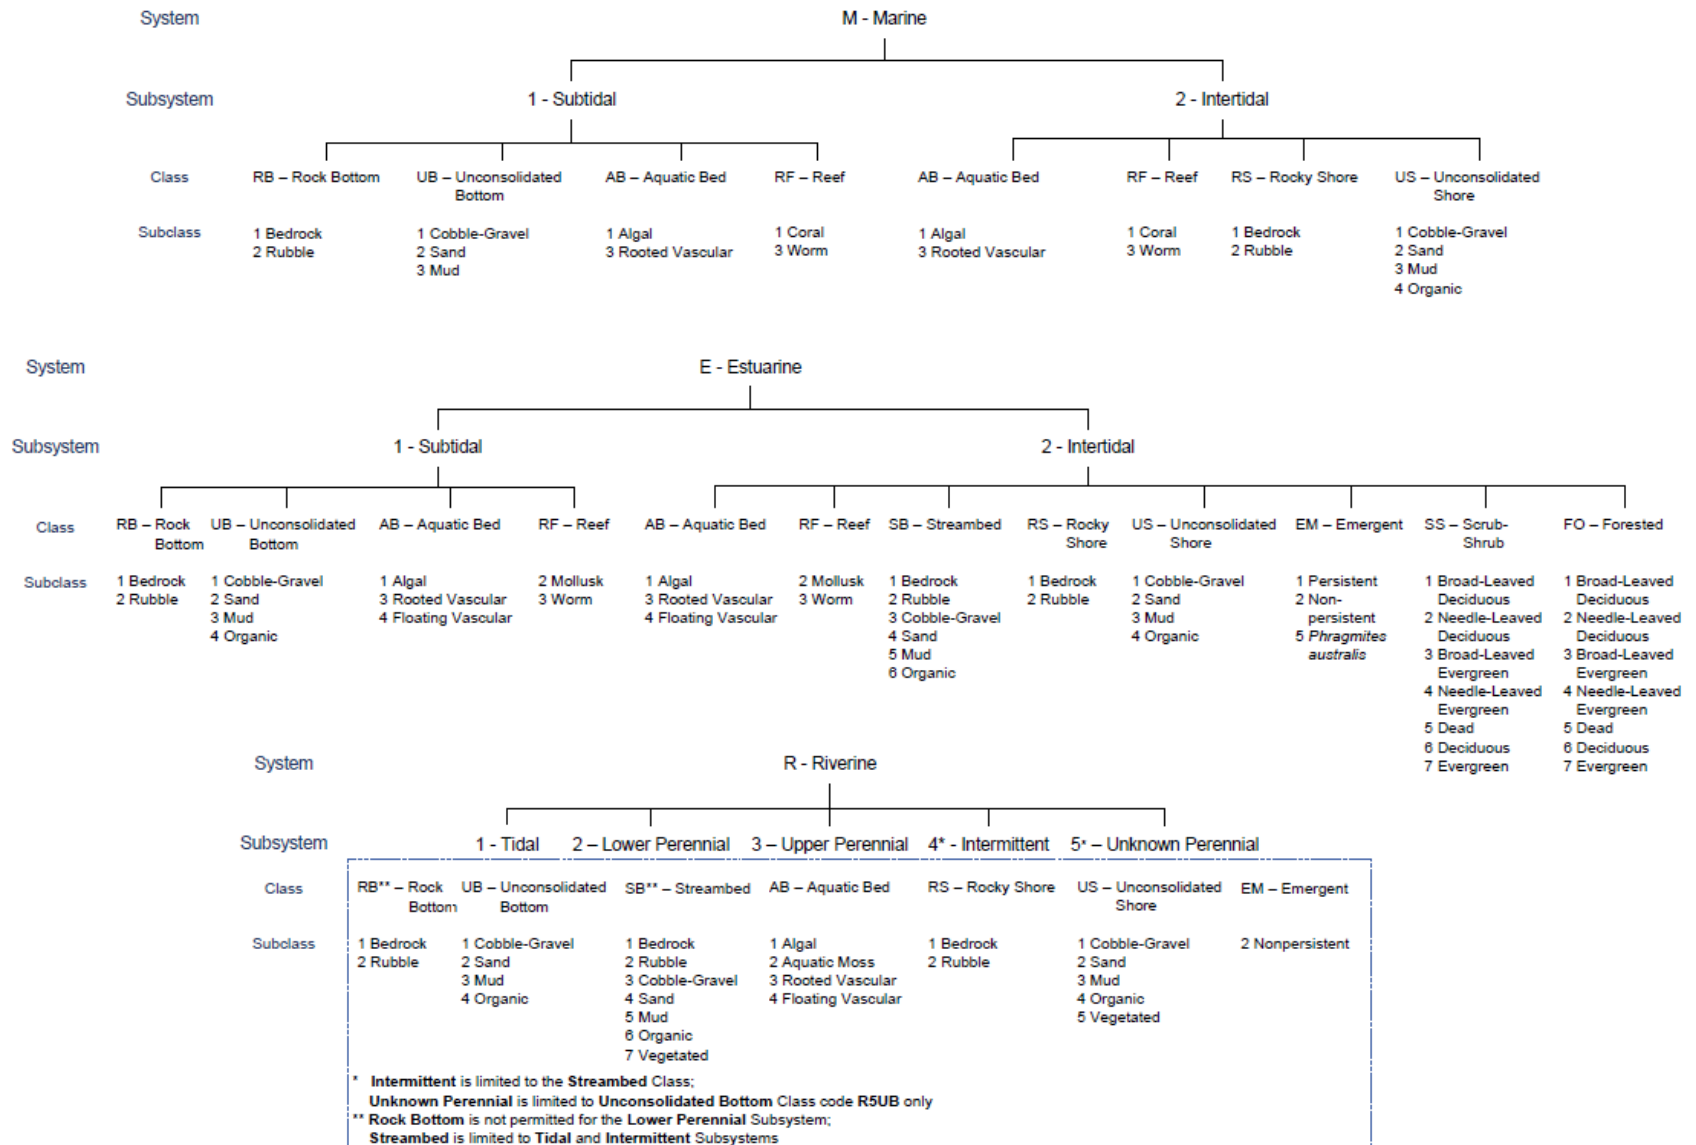 System M - Marine
Subsystem 1 - Subtidal 2 - Intertidal
Class RB – Rock Bottom UB – Unconsolidated AB – Aquatic Bed RF – Reef AB – Aquatic Bed RF – Reef RS – Rocky Shore US – Unconsolidated
Bottom Shore
Subclass 1 Bedrock 1 Cobble-Gravel 1 Algal 1 Coral 1 Algal 1 Coral 1 Bedrock 1 Cobble-Gravel
2 Rubble 2 Sand 3 Rooted Vascular 3 Worm 3 Rooted Vascular 3 Worm 2 Rubble 2 Sand
3 Mud 3 Mud
4 Organic
System E - Estuarine
Subsystem 1 - Subtidal 2 - Intertidal
Class RB – Rock UB – Unconsolidated AB – Aquatic Bed RF – Reef AB – Aquatic Bed RF – Reef SB – Streambed RS – Rocky US – Unconsolidated EM – Emergent SS – Scrub- FO – Forested
Bottom Bottom Shore Shore Shrub
Subclass 1 Bedrock 1 Cobble-Gravel 1 Algal 2 Mollusk 1 Algal 2 Mollusk 1 Bedrock 1 Bedrock 1 Cobble-Gravel 1 Persistent 1 Broad-Leaved 1 Broad-Leaved
2 Rubble 2 Sand 3 Rooted Vascular 3 Worm 3 Rooted Vascular 3 Worm 2 Rubble 2 Rubble 2 Sand 2 Non- Deciduous Deciduous
3 Mud 4 Floating Vascular 4 Floating Vascular 3 Cobble-Gravel 3 Mud persistent 2 Needle-Leaved 2 Needle-Leaved
4 Organic 4 Sand 4 Organic 5 Phragmites Deciduous Deciduous
5 Mud australis 3 Broad-Leaved 3 Broad-Leaved
6 Organic Evergreen Evergreen
4 Needle-Leaved 4 Needle-Leaved
Evergreen Evergreen
5 Dead 5 Dead
6 Deciduous 6 Deciduous
7 Evergreen 7 Evergreen
System R - Riverine
Subsystem 1 - Tidal 2 – Lower Perennial 3 – Upper Perennial 4* - Intermittent 5* – Unknown Perennial
Class RB** – Rock UB – Unconsolidated SB** – Streambed AB – Aquatic Bed RS – Rocky Shore US – Unconsolidated EM – Emergent
Bottom Bottom Shore
Subclass 1 Bedrock 1 Cobble-Gravel 1 Bedrock 1 Algal 1 Bedrock 1 Cobble-Gravel 2 Nonpersistent
2 Rubble 2 Sand 2 Rubble 2 Aquatic Moss 2 Rubble 2 Sand
3 Mud 3 Cobble-Gravel 3 Rooted Vascular 3 Mud
4 Organic 4 Sand 4 Floating Vascular 4 Organic
5 Mud 5 Vegetated
6 Organic
7 Vegetated
* Intermittent is limited to the Streambed Class;
Unknown Perennial is limited to Unconsolidated Bottom Class code R5UB only
** Rock Bottom is not permitted for the Lower Perennial Subsystem;
Streambed is limited to Tidal and Intermittent Subsystems